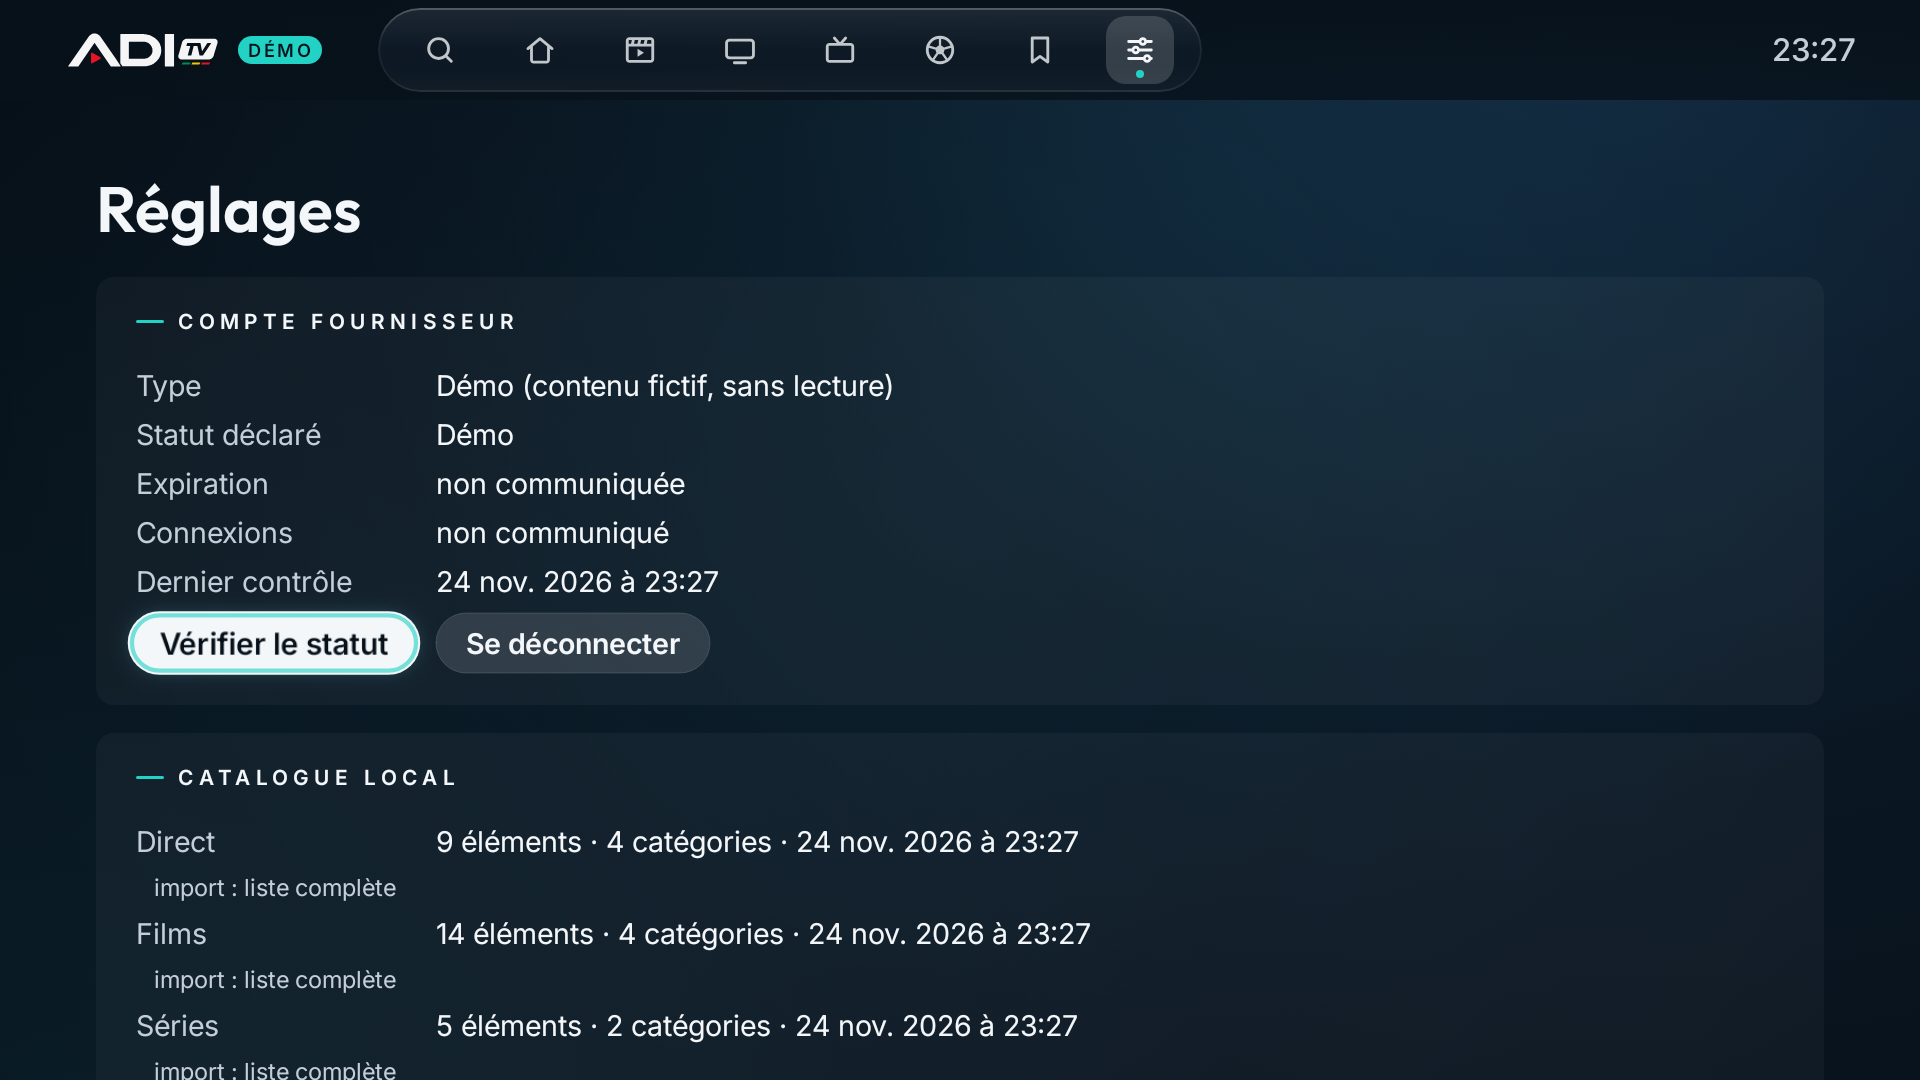 ADI TV DÉMO
23:27
Réglages
COMPTE FOURNISSEUR
Type Démo (contenu fictif, sans lecture)
Statut déclaré Démo
Expiration non communiquée
Connexions non communiqué
Dernier contrôle 24 nov. 2026 à 23:27
Vérifier le statut Se déconnecter
CATALOGUE LOCAL
Direct 9 éléments · 4 catégories · 24 nov. 2026 à 23:27
import : liste complète
Films 14 éléments · 4 catégories · 24 nov. 2026 à 23:27
import : liste complète
Séries 5 éléments · 2 catégories · 24 nov. 2026 à 23:27
import : liste complète